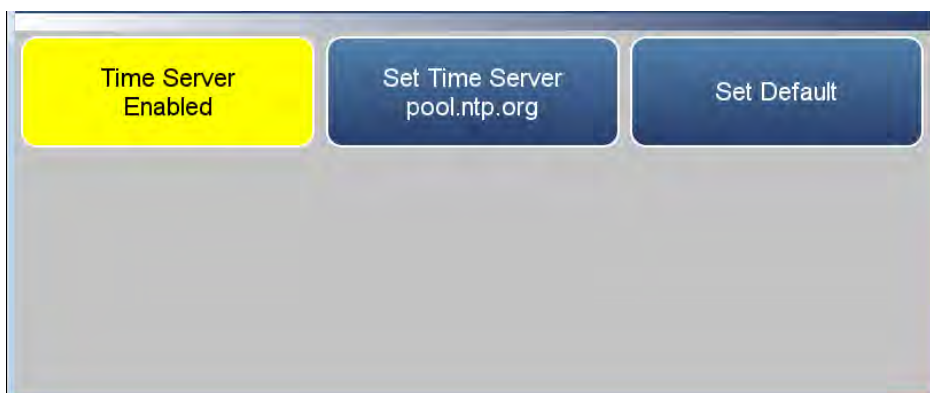 Time Server
Enabled
Set Time Server
pool.ntp.org
Set Default